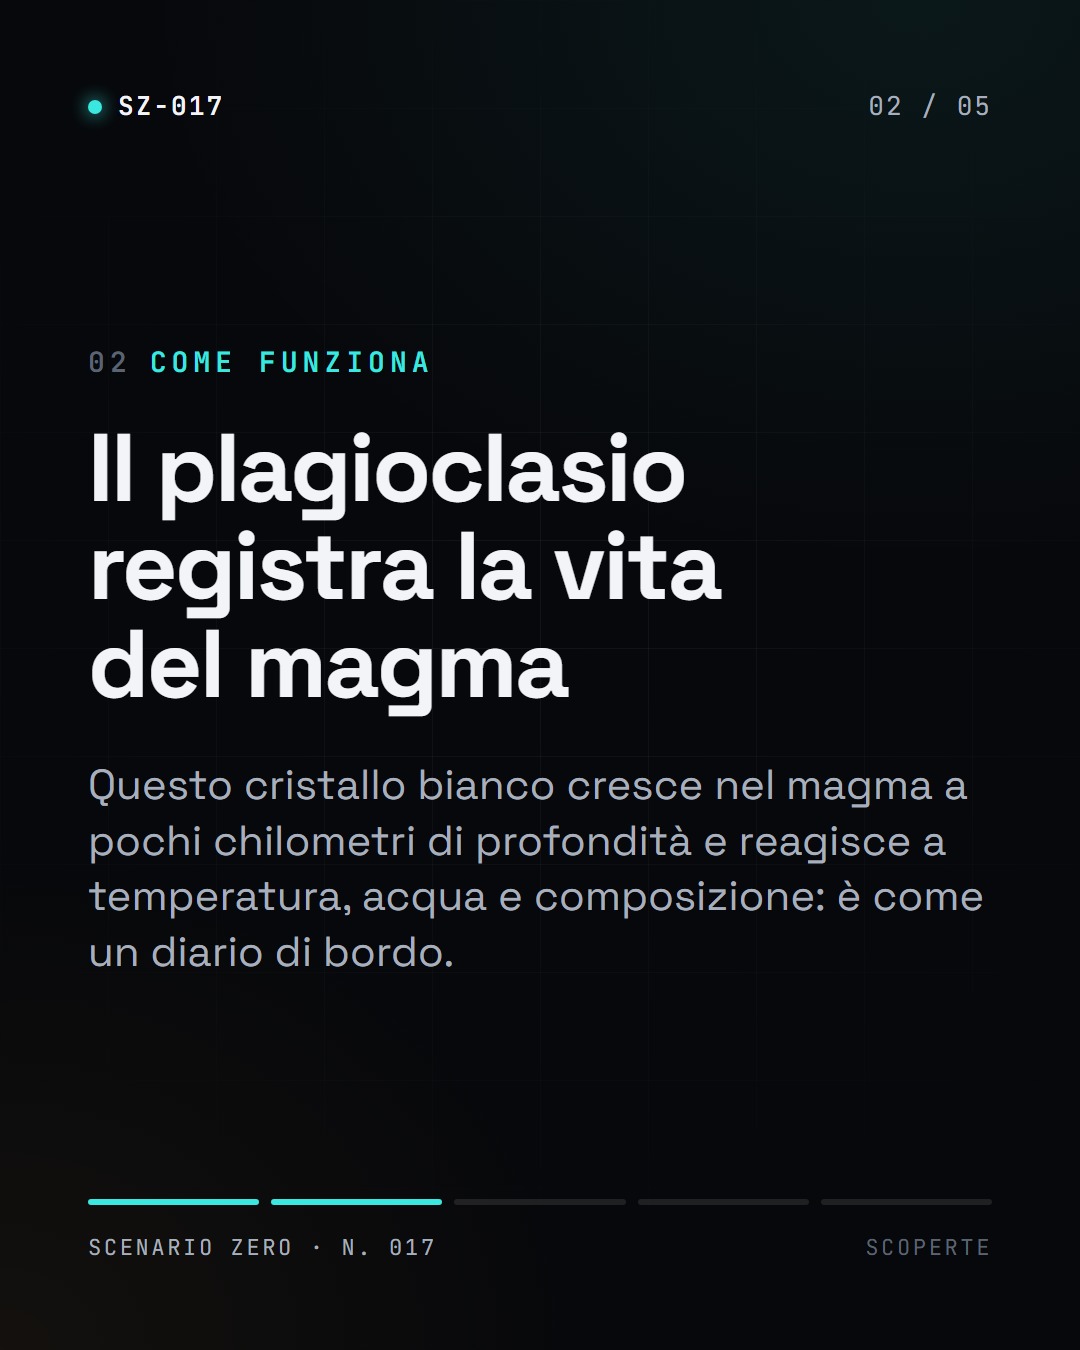 SZ-017
02 / 05
02 COME FUNZIONA
Il plagioclasio
registra la vita
del magma
Questo cristallo bianco cresce nel magma a
pochi chilometri di profondità e reagisce a
temperatura, acqua e composizione: è come
un diario di bordo.
SCENARIO ZERO · N. 017
SCOPERTE